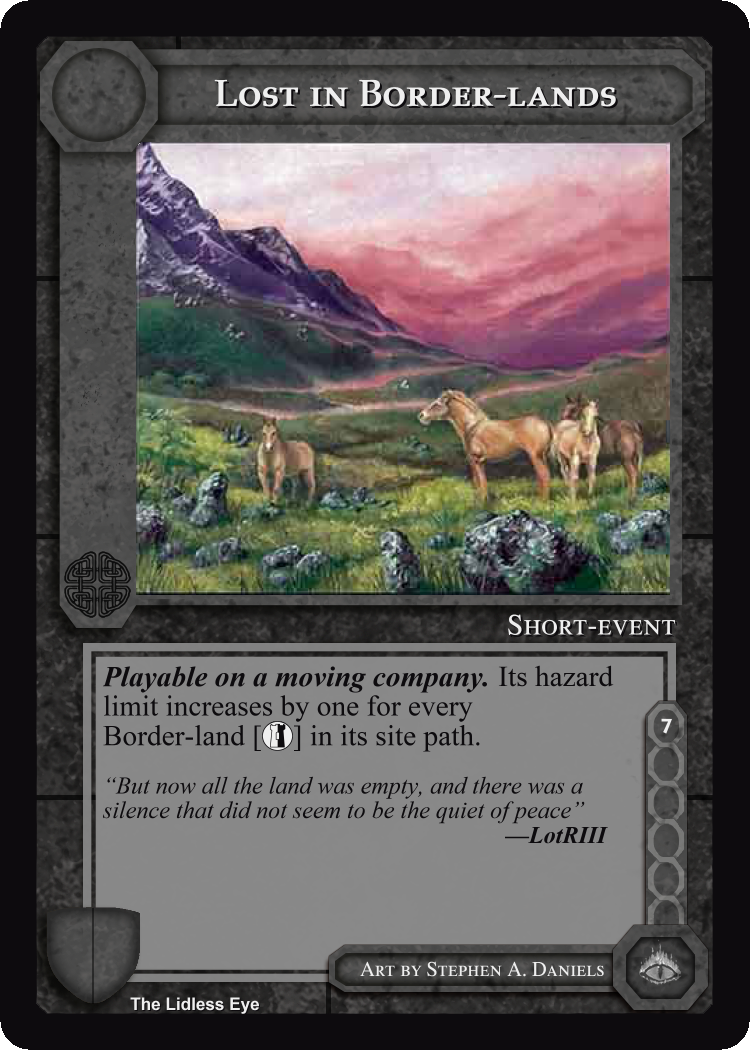 Lost in Border-lands
Short-event
Playable on a moving company. Its hazard
limit increases by one for every
Border-land [] in its site path.
7
“But now all the land was empty, and there was a
silence that did not seem to be the quiet of peace”
—LotRIII
Art by Stephen A. Daniels
The Lidless Eye